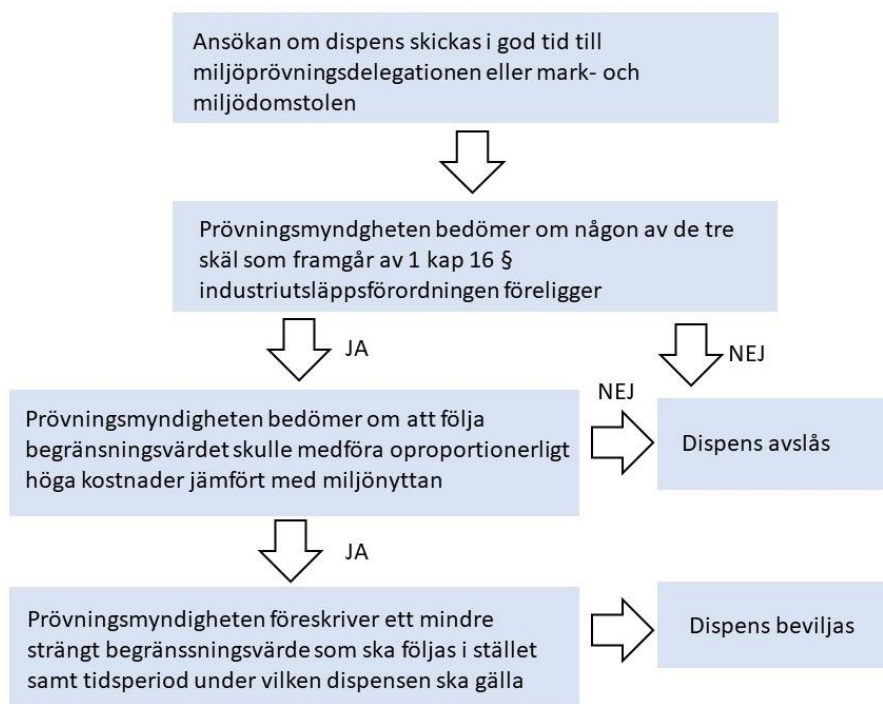 Ansökan om dispens skickas i god tid till
miljöprövningsdelegationen eller mark- och
miljödomstolen
Prövningsmyndgheten bedömer om någon av de tre
skäl som framgår av 1 kap 16 §
industriutsläppsförordningen föreligger
JA
NEJ
Prövningsmyndigheten bedömer om att följa
begränsningsvärdet skulle medföra oproportionerligt
höga kostnader jämfört med miljönyttan
NEJ
Dispens avslås
JA
Prövningsmyndigheten föreskriver ett mindre
strängt begränssningsvärde som ska följas i stället
samt tidsperiod under vilken dispensen ska gälla
Dispens beviljas